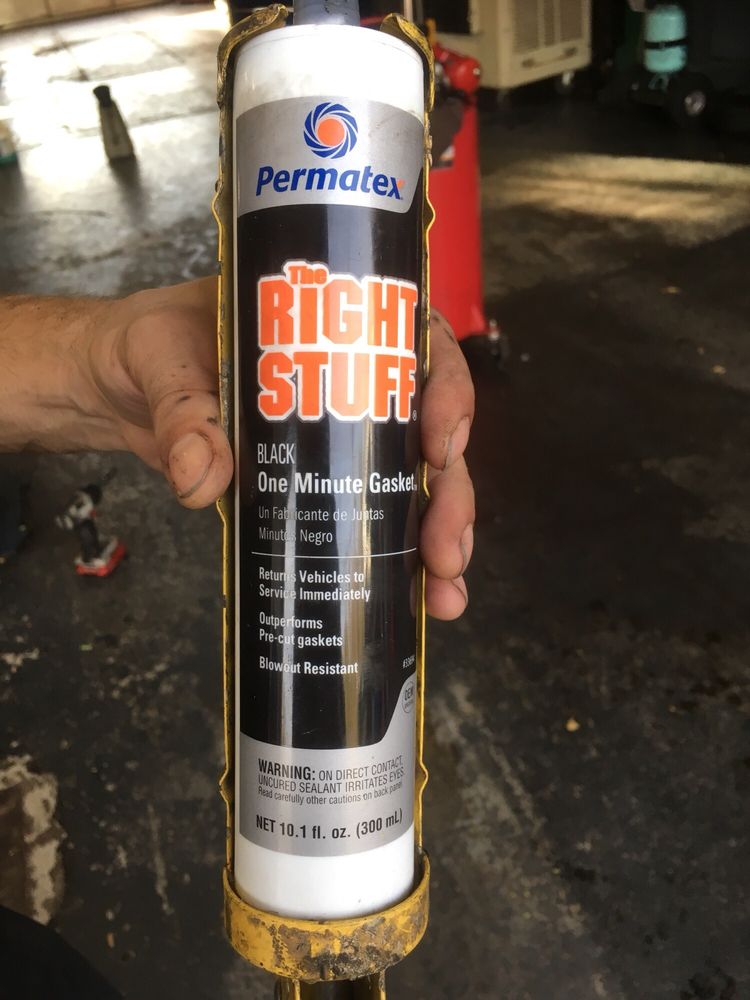 Permatex
The
RiGHT
STUFF®
BLACK
One Minute Gasket™
Un Fabricante de Juntas
Minutos Negro
Returns Vehicles to
Service Immediately
Outperforms
Pre-cut gaskets
Blowout Resistant
OEM
WARNING: ON DIRECT CONTACT,
UNCURED SEALANT IRRITATES EYES.
Read carefully other cautions on back panel
NET 10.1 fl. oz. (300 mL)